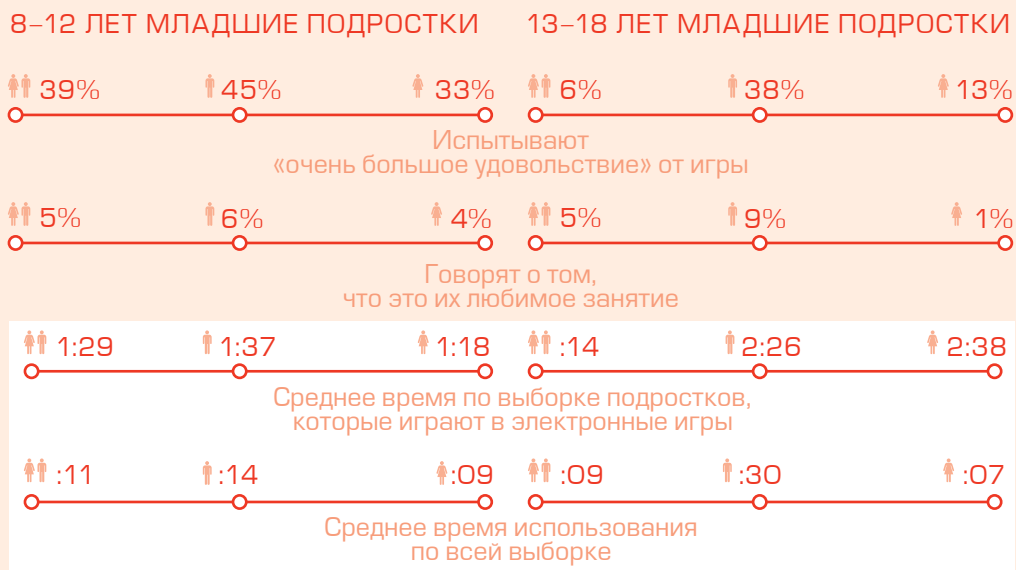 8–12 ЛЕТ МЛАДШИЕ ПОДРОСТКИ
13–18 ЛЕТ МЛАДШИЕ ПОДРОСТКИ
39% 45% 33% 6% 38% 13%
Испытывают
«очень большое удовольствие» от игры
5% 6% 4% 5% 9% 1%
Говорят о том,
что это их любимое занятие
1:29 1:37 1:18 :14 2:26 2:38
Среднее время по выборке подростков,
которые играют в электронные игры
:11 :14 :09 :09 :30 :07
Среднее время использования
по всей выборке